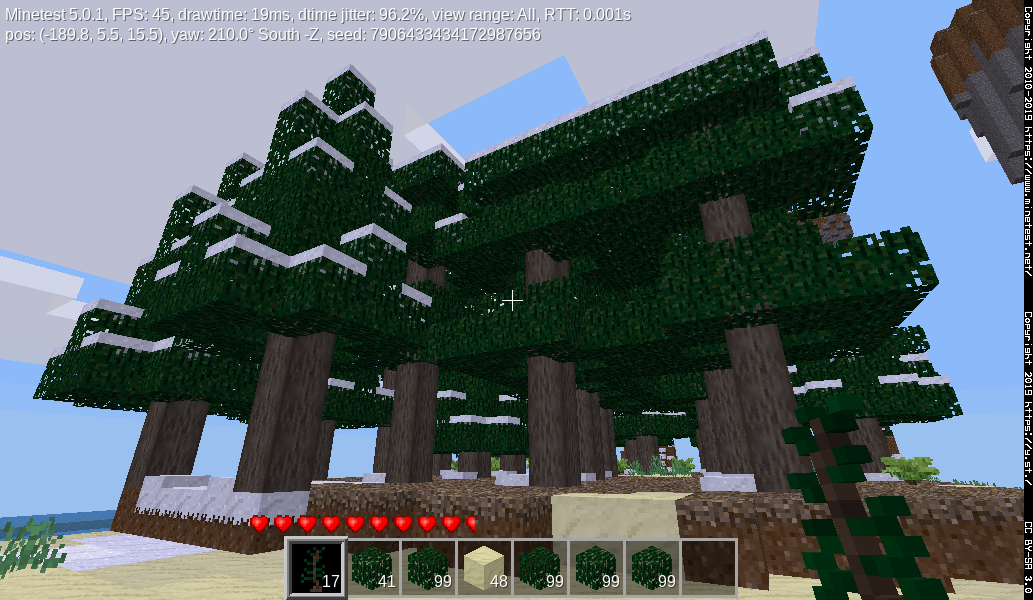 Minetest 5.0.1, FPS: 45, drawtime: 19ms, dtime jitter: 96.2%, view range: All, RTT: 0.001s
pos: (-189.8, 5.5, 15.5), yaw: 210.0° South -Z, seed: 7906433434172987656
17
41
99
48
99
99
99
Copyright 2010-2019 https://www.minetest.net/
Copyright 2019 https://y.st./
CC BY-SA 3.0